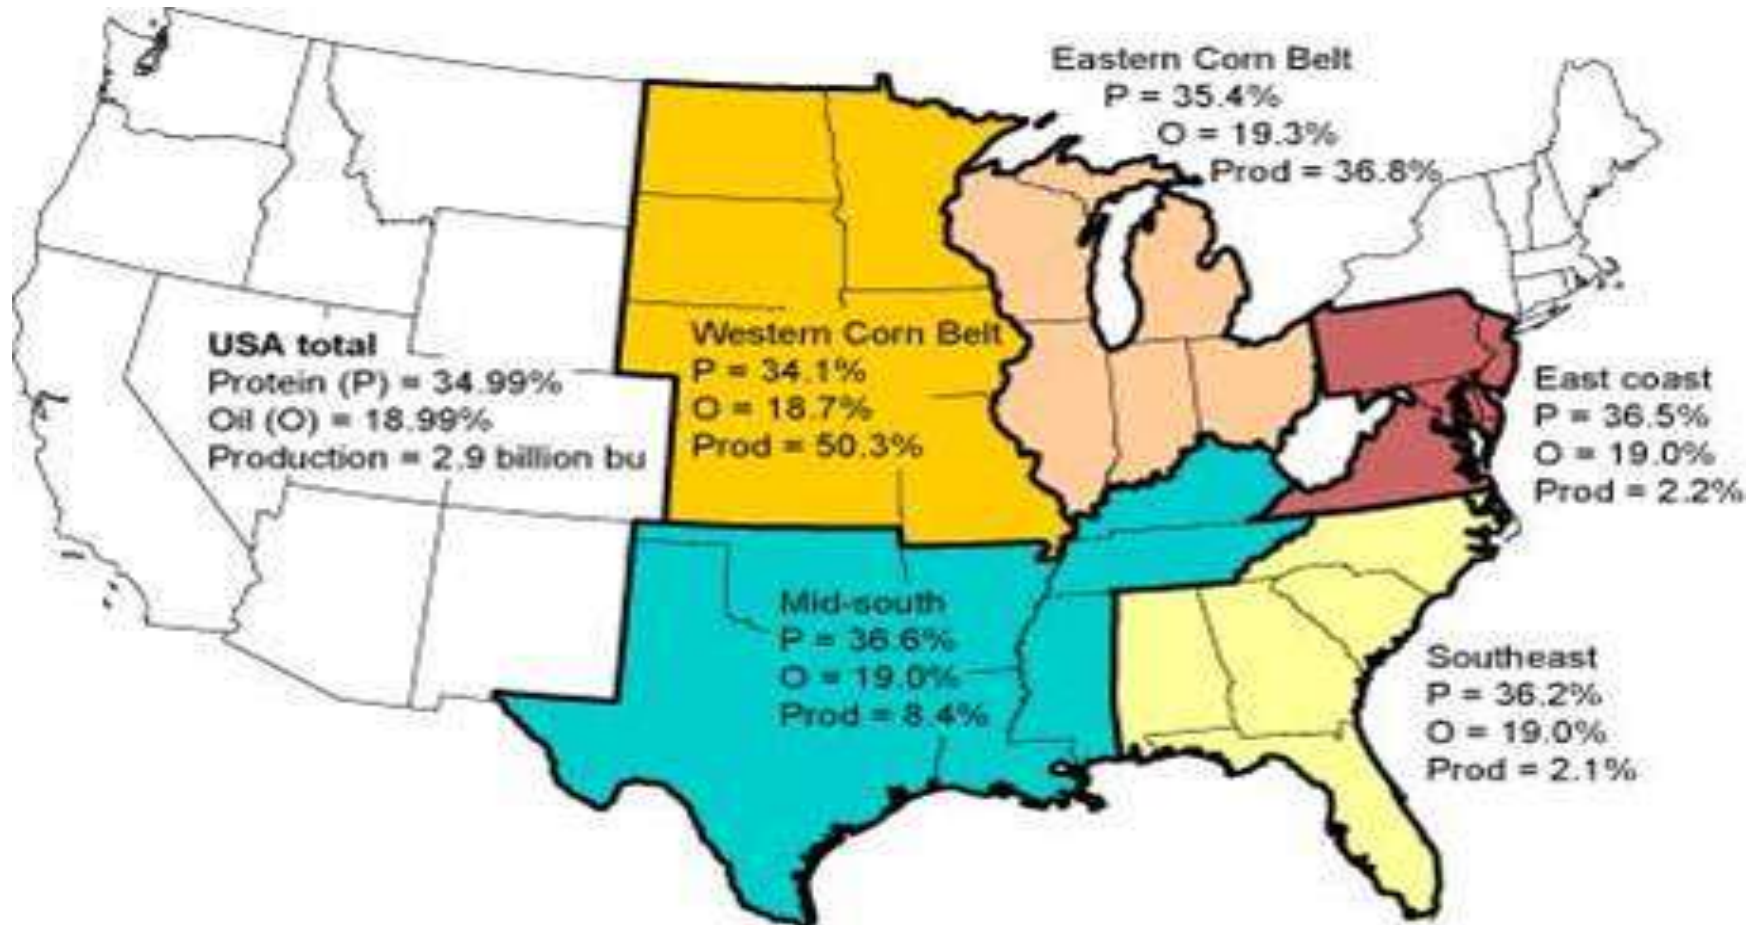 Eastern Corn Belt
P = 35.4%
O = 19.3%
Prod = 36.8%
USA total
Protein (P) = 34.99%
Oil (O) = 18.99%
Production = 2.9 billion bu
Western Corn Belt
P = 34.1%
O = 18.7%
Prod = 50.3%
East coast
P = 36.5%
O = 19.0%
Prod = 2.2%
Mid-south
P = 36.6%
O = 19.0%
Prod = 8.4%
Southeast
P = 36.2%
O = 19.0%
Prod = 2.1%